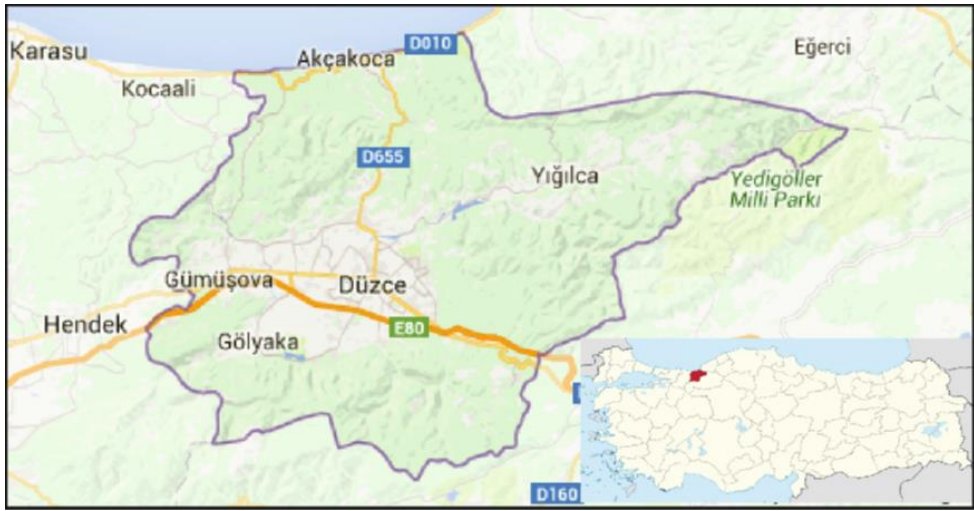 Karasu
Akçakoca
D010
Eğerci
Kocaali
D655
Yığılca
Yedigöller
Milli Parkı
Gümüşova
Düzce
Hendek
E80
Gölyaka
D160